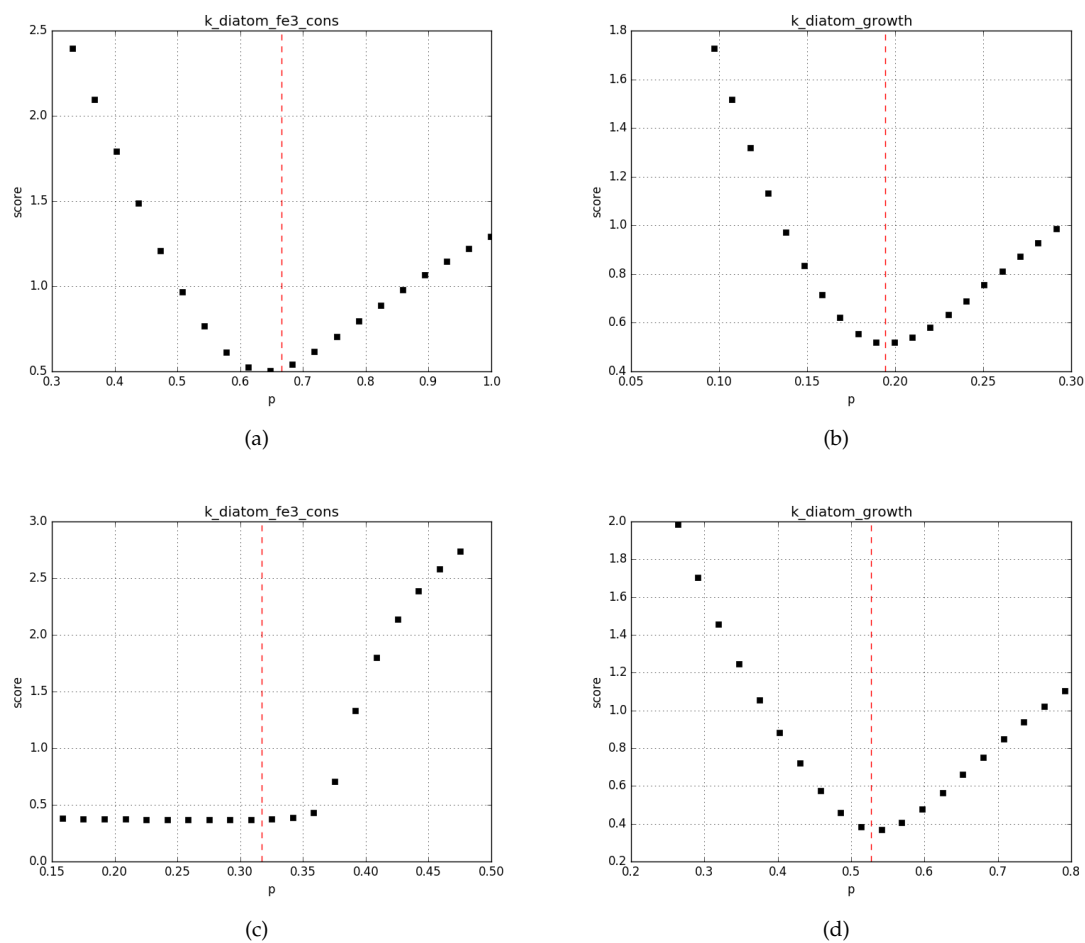 k_diatom_fe3_cons
2.5
2.0
1.5
1.0
0.5
score
0.3 0.4 0.5 0.6 0.7 0.8 0.9 1.0
p
(a)
k_diatom_growth
1.8
1.6
1.4
1.2
1.0
0.8
0.6
0.4
score
0.05 0.10 0.15 0.20 0.25 0.30
p
(b)
k_diatom_fe3_cons
3.0
2.5
2.0
1.5
1.0
0.5
0.0
score
0.15 0.20 0.25 0.30 0.35 0.40 0.45 0.50
p
(c)
k_diatom_growth
2.0
1.8
1.6
1.4
1.2
1.0
0.8
0.6
0.4
0.2
score
0.2 0.3 0.4 0.5 0.6 0.7 0.8
p
(d)